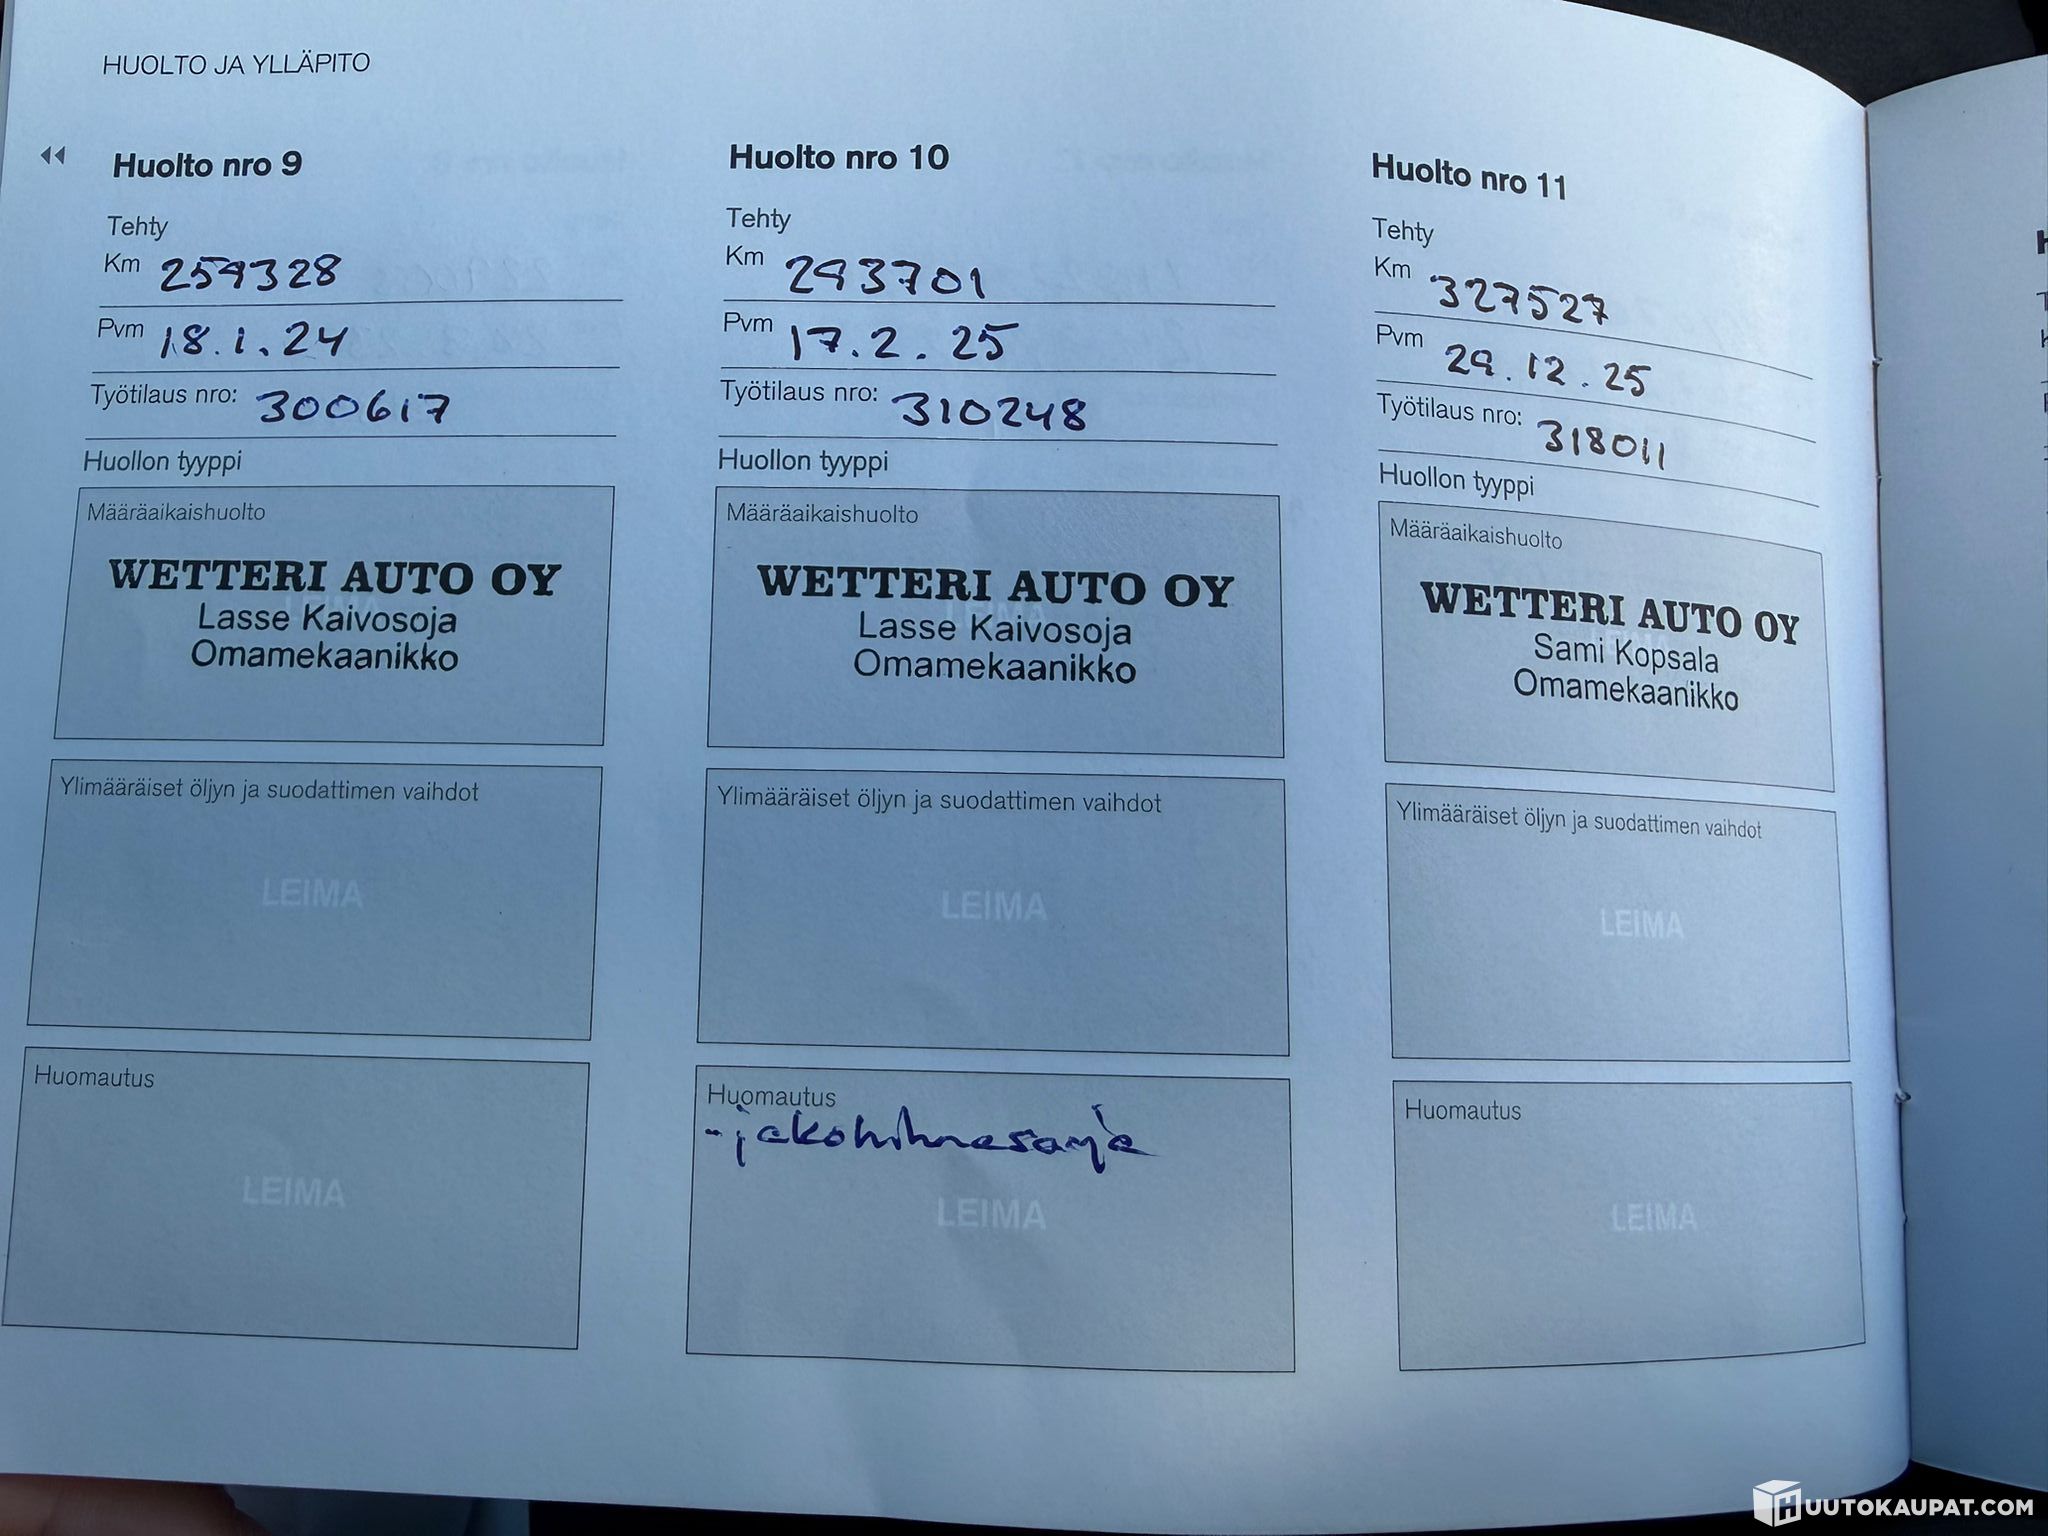 HUOLTO JA YLLÄPITO
Huolto nro 9
Tehty
Km 259328
Pvm 18.1.24
Työtilaus nro: 300617
Huollon tyyppi
Määräaikaishuolto
WETTERI AUTO OY
Lasse Kaivosoja
Omamekaanikko
Ylimääräiset öljyn ja suodattimen vaihdot
LEIMA
Huomautus
LEIMA
Huolto nro 10
Tehty
Km 293701
Pvm 17.2.25
Työtilaus nro: 310248
Huollon tyyppi
Määräaikaishuolto
WETTERI AUTO OY
Lasse Kaivosoja
Omamekaanikko
Ylimääräiset öljyn ja suodattimen vaihdot
LEIMA
Huomautus
- jakohihnasarja
LEIMA
Huolto nro 11
Tehty
Km 327527
Pvm 29.12.25
Työtilaus nro: 318011
Huollon tyyppi
Määräaikaishuolto
WETTERI AUTO OY
Sami Kopsala
Omamekaanikko
Ylimääräiset öljyn ja suodattimen vaihdot
LEIMA
Huomautus
LEIMA
HUUTOKAUPAT.COM